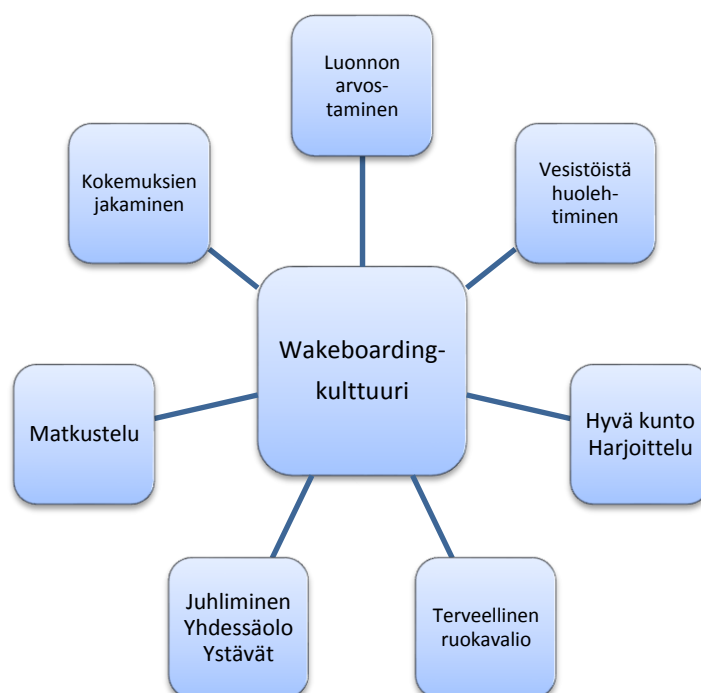 Luonnon
arvos-
taminen
Kokemuksien
jakaminen
Vesistöistä
huoleh-
timinen
Wakeboarding-
kulttuuri
Matkustelu
Hyvä kunto
Harjoittelu
Juhliminen
Yhdessäolo
Ystävät
Terveellinen
ruokavalio